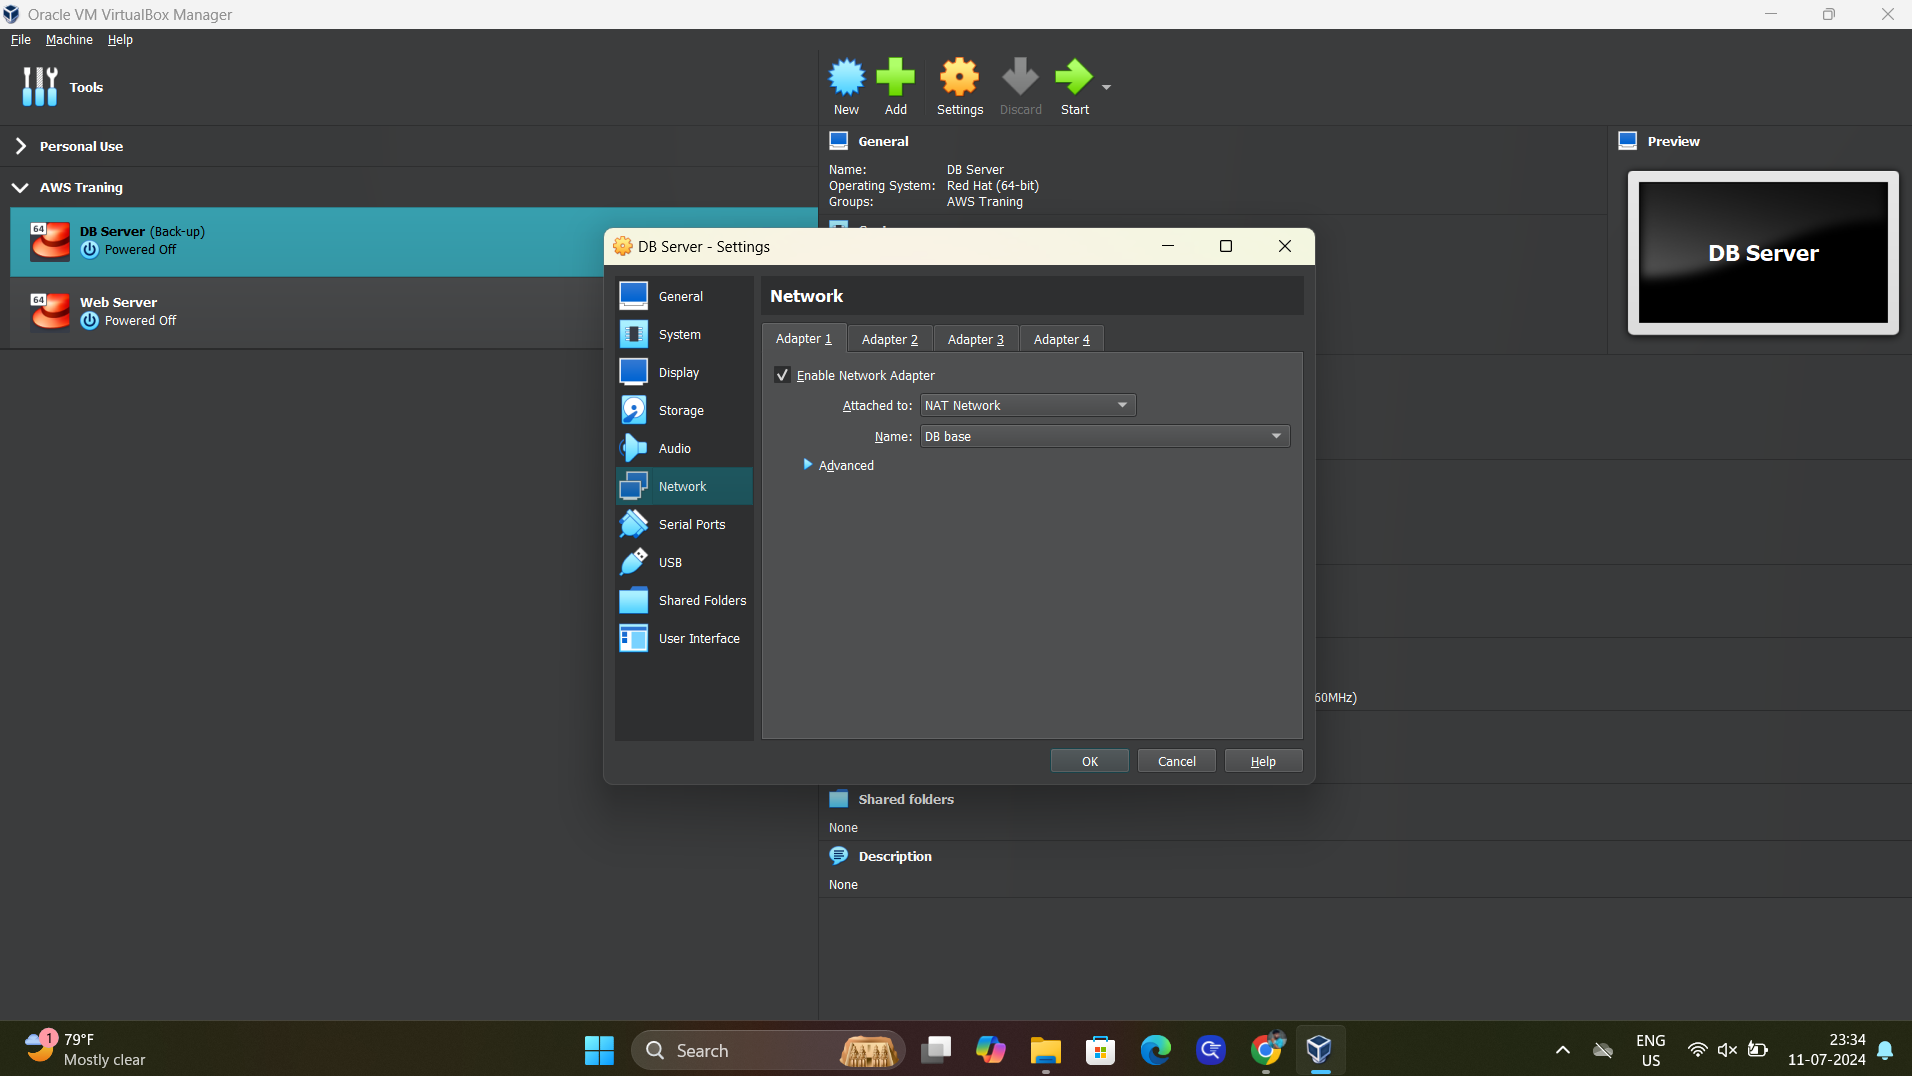 Oracle VM VirtualBox Manager
File Machine Help
Tools
New Add Settings Discard Start
Personal Use
AWS Traning
64
DB Server (Back-up)
Powered Off
64
Web Server
Powered Off
General
Name: DB Server
Operating System: Red Hat (64-bit)
Groups: AWS Traning
Preview
DB Server
DB Server - Settings
General
System
Display
Storage
Audio
Network
Serial Ports
USB
Shared Folders
User Interface
Network
Adapter 1 Adapter 2 Adapter 3 Adapter 4
Enable Network Adapter
Attached to: NAT Network
Name: DB base
Advanced
OK Cancel Help
60MHz)
Shared folders
None
Description
None
1
79°F
Mostly clear
Search
ENG
US
23:34
11-07-2024